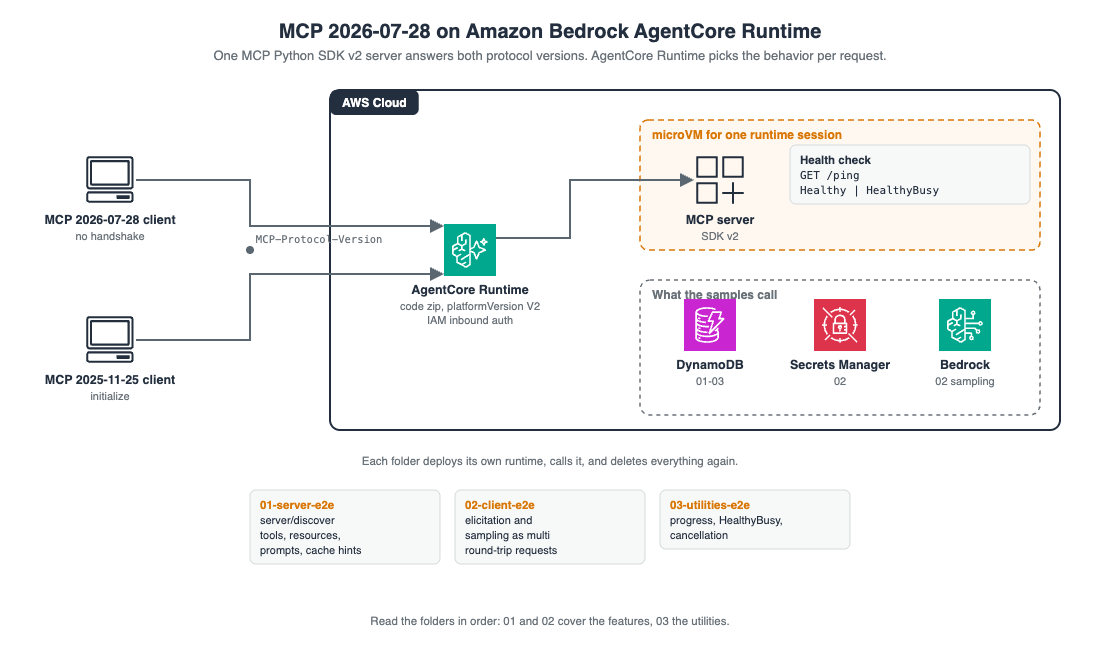 MCP 2026-07-28 on Amazon Bedrock AgentCore Runtime
One MCP Python SDK v2 server answers both protocol versions. AgentCore Runtime picks the behavior per request.
AWS Cloud
microVM for one runtime session
Health check
GET /ping
Healthy | HealthyBusy
MCP server
SDK v2
MCP 2026-07-28 client
no handshake
MCP-Protocol-Version
AgentCore Runtime
code zip, platformVersion V2
IAM inbound auth
What the samples call
DynamoDB
01-03
Secrets Manager
02
Bedrock
02 sampling
MCP 2025-11-25 client
initialize
Each folder deploys its own runtime, calls it, and deletes everything again.
01-server-e2e
server/discover
tools, resources,
prompts, cache hints
02-client-e2e
elicitation and
sampling as multi
round-trip requests
03-utilities-e2e
progress, HealthyBusy,
cancellation
Read the folders in order: 01 and 02 cover the features, 03 the utilities.